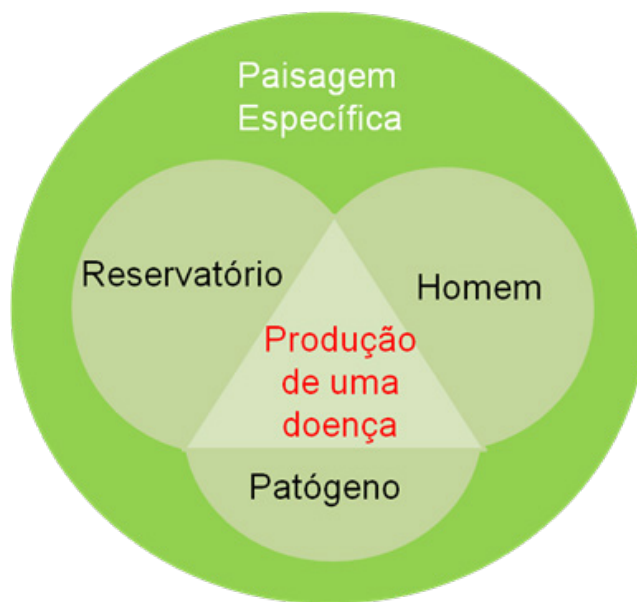 Paisagem
Específica
Reservatório
Homem
Produção
de uma
doença
Patógeno